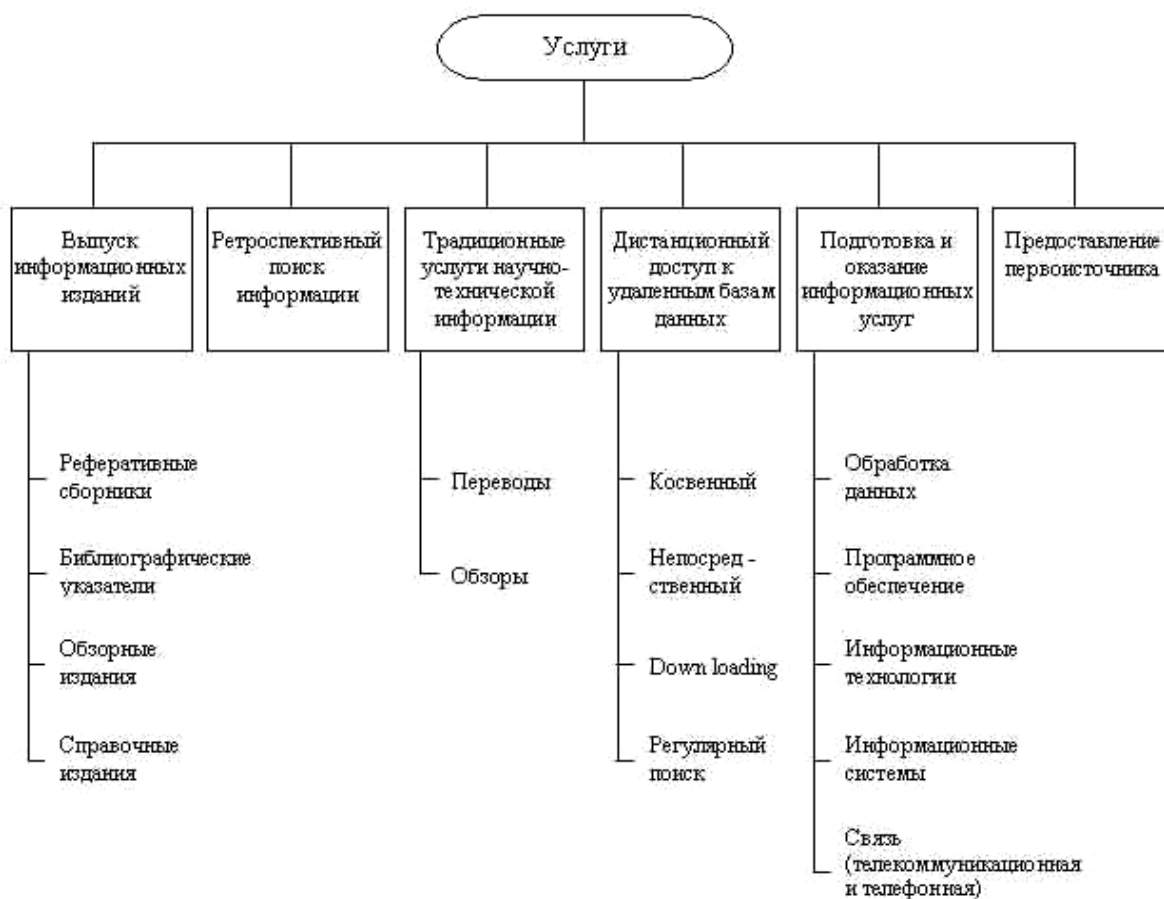 Услуги
Выпуск
информационных
изданий
Ретроспективный
поиск
информации
Традиционные
услуги научно-
технической
информации
Дистанционный
доступ к
удаленным базам
данных
Подготовка и
оказание
информационных
услуг
Предоставление
первоисточника
Реферативные
сборники
Библиографические
указатели
Обзорные
издания
Справочные
издания
Переводы
Обзоры
Косвенный
Непосред -
ственный
Down loading
Регулярный
поиск
Обработка
данных
Программное
обеспечение
Информационные
технологии
Информационные
системы
Связь
(телекоммуникационная
и телефонная)